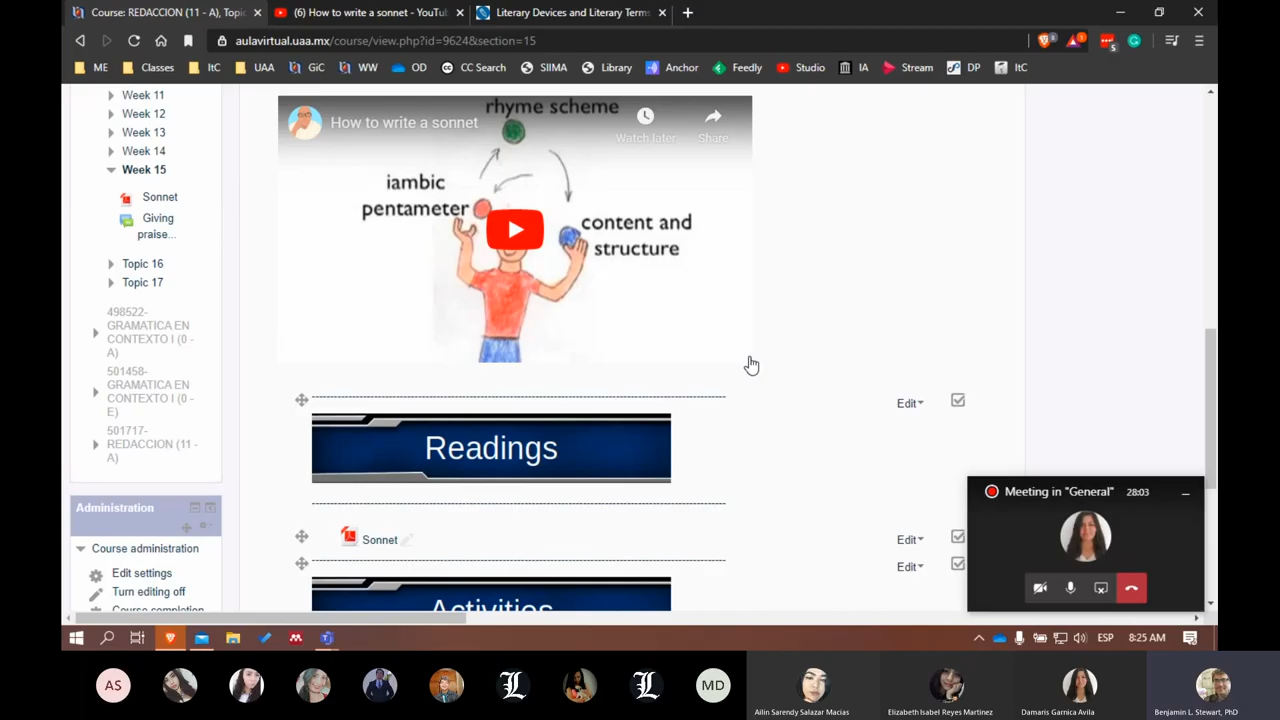 Course: REDACCION (11 - A), Topic
(6) How to write a sonnet - YouTu
Literary Devices and Literary Terms
aulavirtual.uaa.mx/course/view.php?id=9624&section=15
ME
Classes
ItC
UAA
GiC
WW
OD
CC Search
SIIMA
Library
Anchor
Feedly
Studio
IA
Stream
DP
ItC
Week 11
Week 12
Week 13
Week 14
Week 15
Sonnet
Giving
praise...
Topic 16
Topic 17
498522-
GRAMATICA EN
CONTEXTO I (0 -
A)
501458-
GRAMATICA EN
CONTEXTO I (0 -
E)
501717-
REDACCION (11 -
A)
Administration
Course administration
Edit settings
Turn editing off
Course completion
rhyme scheme
How to write a sonnet
Watch later
Share
iambic
pentameter
content and
structure
Edit
Readings
Sonnet
Edit
Edit
Activities
Meeting in "General"
28:03
ESP
8:25 AM
AS
L
L
MD
Ailin Sarendy Salazar Macias
Elizabeth Isabel Reyes Martinez
Damaris Garnica Avila
Benjamin L. Stewart, PhD